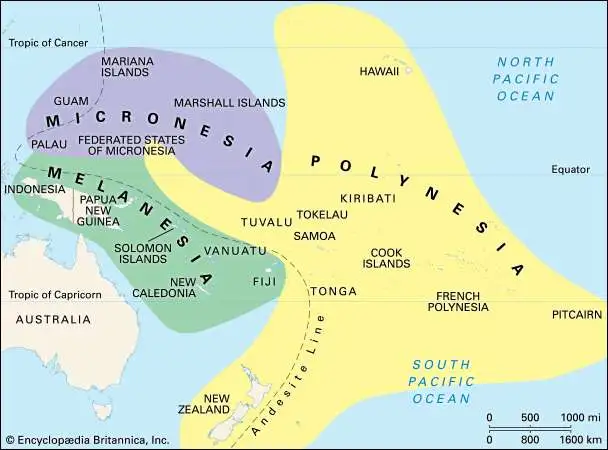 Tropic of Cancer
MARIANA
ISLANDS
HAWAII
NORTH
PACIFIC
OCEAN
GUAM
MARSHALL ISLANDS
MICRONESIA
PALAU
FEDERATED STATES
OF MICRONESIA
POLYNESIA
Equator
MELANESIA
INDONESIA
PAPUA
NEW
GUINEA
KIRIBATI
TOKELAU
TUVALU
SAMOA
SOLOMON
ISLANDS
VANUATU
COOK
ISLANDS
FIJI
NEW
CALEDONIA
TONGA
Tropic of Capricorn
FRENCH
POLYNESIA
PITCAIRN
AUSTRALIA
Andesite Line
SOUTH
PACIFIC
OCEAN
NEW
ZEALAND
0 500 1000 mi
0 800 1600 km
© Encyclopædia Britannica, Inc.